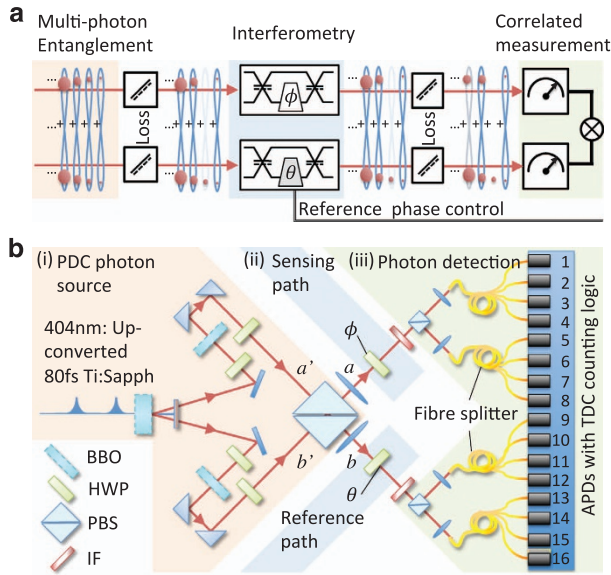 a
Multi-photon
Entanglement
Interferometry
Correlated
measurement
...+ + + +
Loss
...+ + + +
ϕ
θ
...+ + + +
Loss
...+ + + +
Reference phase control
b
(i) PDC photon
source
(ii) Sensing
path
(iii) Photon detection
404nm: Up-
converted
80fs Ti:Sapph
a'
a
ϕ
b'
b
θ
Reference
path
Fibre splitter
BBO
HWP
PBS
IF
1
2
3
4
5
6
7
8
9
10
11
12
13
14
15
16
APDs with TDC counting logic